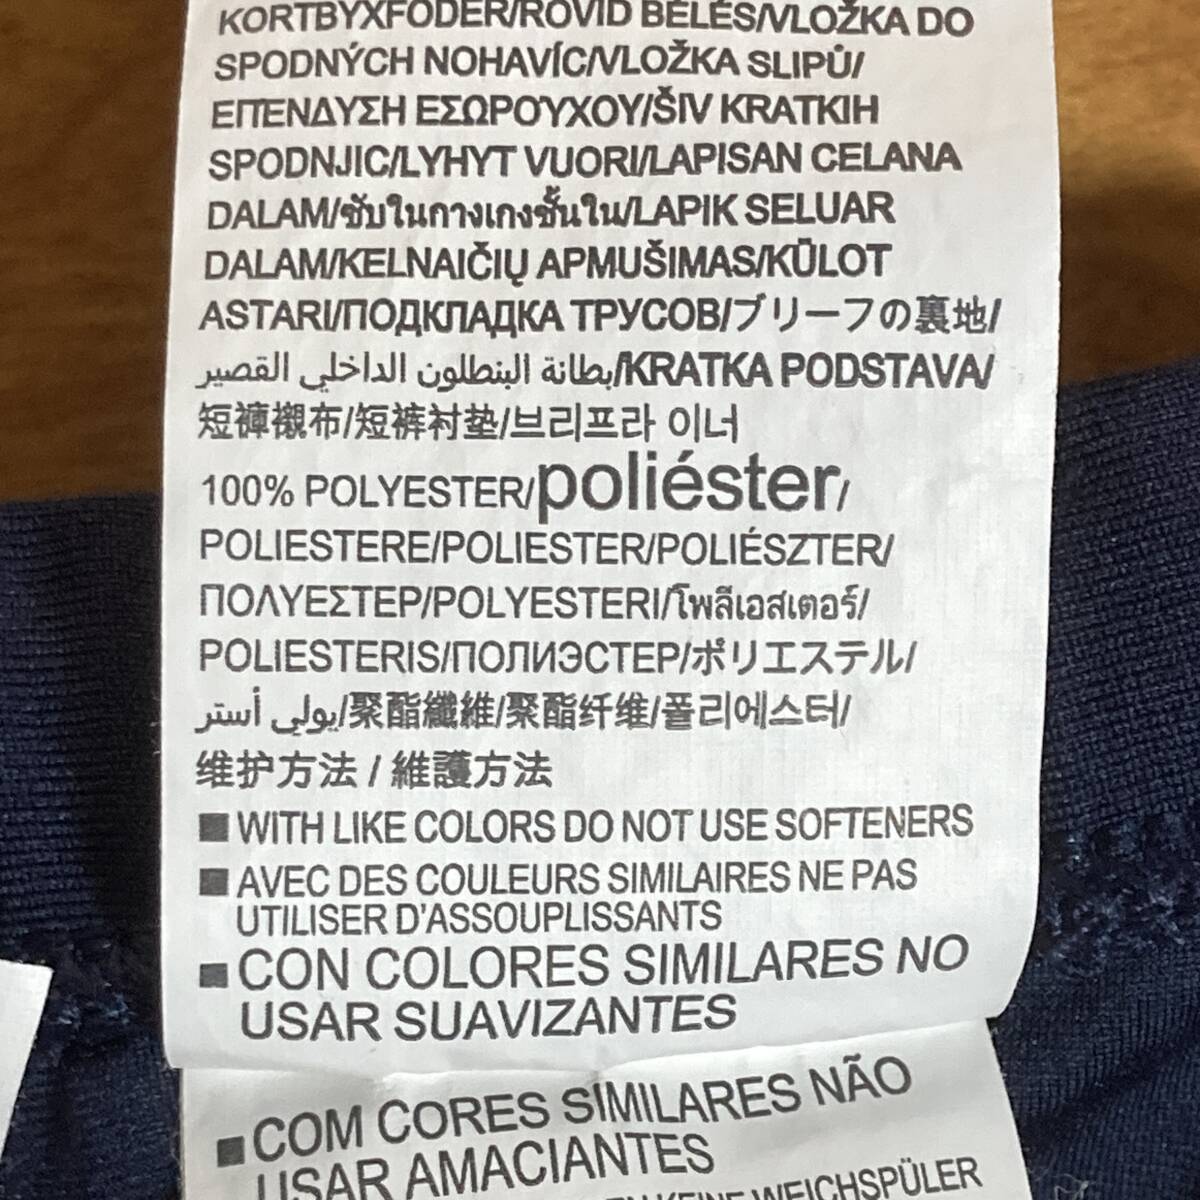 KORTBYXFODER/RÖVID BÉLÉS/VLOŽKA DO
SPODNÝCH NOHAVÍC/VLOŽKA SLIPŮ/
ΕΠΕΝΔΥΣΗ ΕΣΩΡΟΥΧΟΥ/ŠIV KRATKIH
SPODNJIC/LYHYT VUORI/LAPISAN CELANA
DALAM/ซับในกางเกงชั้นใน/LAPIK SELUAR
DALAM/KELNAIČIŲ APMUŠIMAS/KÜLOT
ASTARI/ПОДКЛАДКА ТРУСОВ/ブリーフの裏地/
بطانة البنطلون الداخلي القصير/KRATKA PODSTAVA/
短褲襯布/短裤衬垫/브리프라 이너
100% POLYESTER/poliéster/
POLIESTERE/POLIESTER/POLIÉSZTER/
ΠΟΛΥΕΣΤΕΡ/POLYESTERI/โพลีเอสเตอร์/
POLIESTERIS/ПОЛИЭСТЕР/ポリエステル/
بولي أستر/聚酯纖維/聚酯纤维/폴리에스터/
维护方法 / 維護方法
■ WITH LIKE COLORS DO NOT USE SOFTENERS
■ AVEC DES COULEURS SIMILAIRES NE PAS
UTILISER D'ASSOUPLISSANTS
■ CON COLORES SIMILARES NO
USAR SUAVIZANTES
■ COM CORES SIMILARES NÃO
USAR AMACIANTES
KEINE WEICHSPÜLER